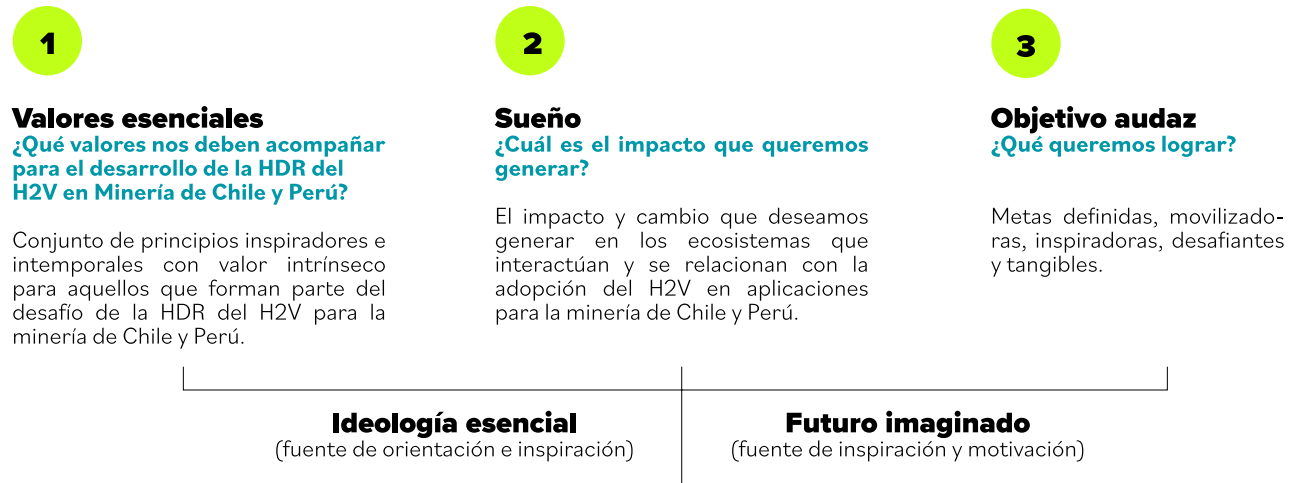 1
Valores esenciales
¿Qué valores nos deben acompañar
para el desarrollo de la HDR del
H2V en Minería de Chile y Perú?
Conjunto de principios inspiradores e
intemporales con valor intrínseco
para aquellos que forman parte del
desafío de la HDR del H2V para la
minería de Chile y Perú.
2
Sueño
¿Cuál es el impacto que queremos
generar?
El impacto y cambio que deseamos
generar en los ecosistemas que
interactúan y se relacionan con la
adopción del H2V en aplicaciones
para la minería de Chile y Perú.
3
Objetivo audaz
¿Qué queremos lograr?
Metas definidas, movilizado-
ras, inspiradoras, desafiantes
y tangibles.
Ideología esencial
(fuente de orientación e inspiración)
Futuro imaginado
(fuente de inspiración y motivación)